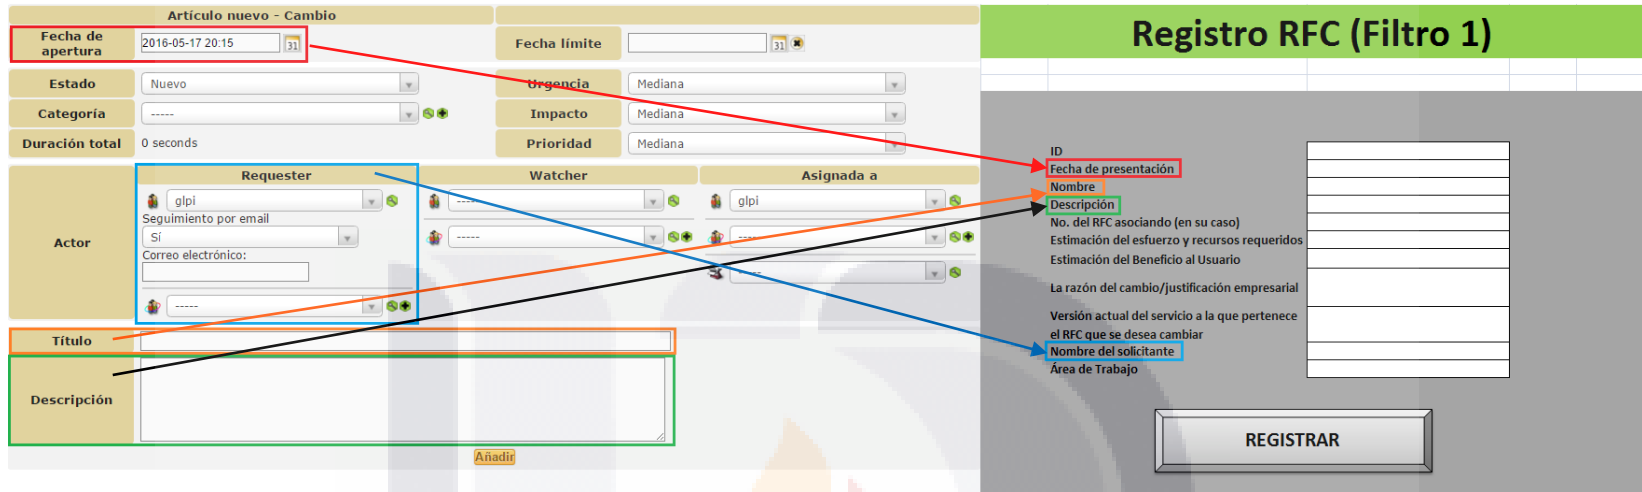 Artículo nuevo - Cambio
Fecha de
apertura
2016-05-17 20:15
31
Fecha límite
31
Estado
Nuevo
Urgencia
Mediana
Categoría
-----
Impacto
Mediana
Duración total
0 seconds
Prioridad
Mediana
Actor
Requester
glpi
Seguimiento por email
Sí
Correo electrónico:
-----
Watcher
-----
-----
Asignada a
glpi
-----
-----
Título
Descripción
Añadir
Registro RFC (Filtro 1)
ID
Fecha de presentación
Nombre
Descripción
No. del RFC asociando (en su caso)
Estimación del esfuerzo y recursos requeridos
Estimación del Beneficio al Usuario
La razón del cambio/justificación empresarial
Versión actual del servicio a la que pertenece
el RFC que se desea cambiar
Nombre del solicitante
Área de Trabajo
REGISTRAR